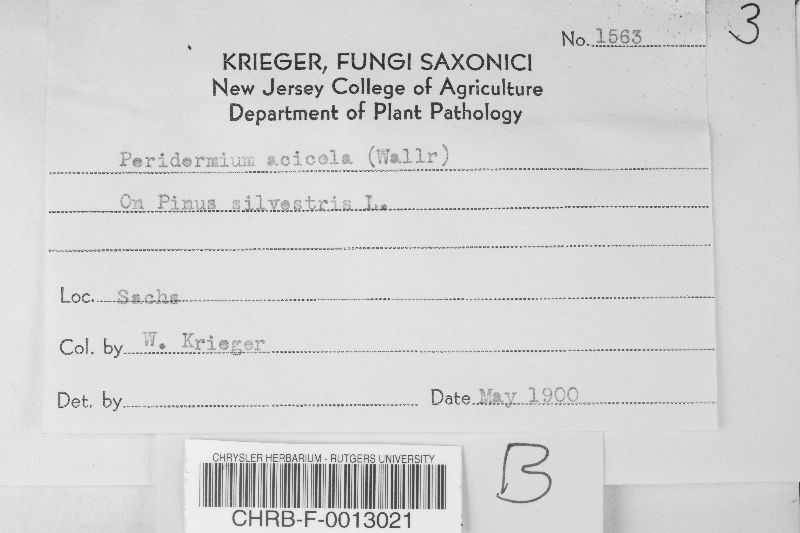 3
No. 1563
KRIEGER, FUNGI SAXONICI
New Jersey College of Agriculture
Department of Plant Pathology
Peridermium acicola (Wallr)
On Pinus silvestris L.
Loc. Sachs
Col. by W. Krieger
Det. by
Date May 1900
CHRYSLER HERBARIUM - RUTGERS UNIVERSITY
CHRB-F-0013021
B